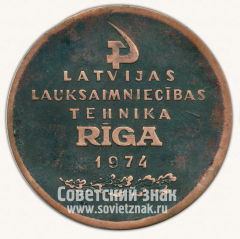 LATVIJAS
LAUKSAIMNIECĪBAS
TEHNIKA
RĪGA
1974
Советский знак
www.sovietznak.ru